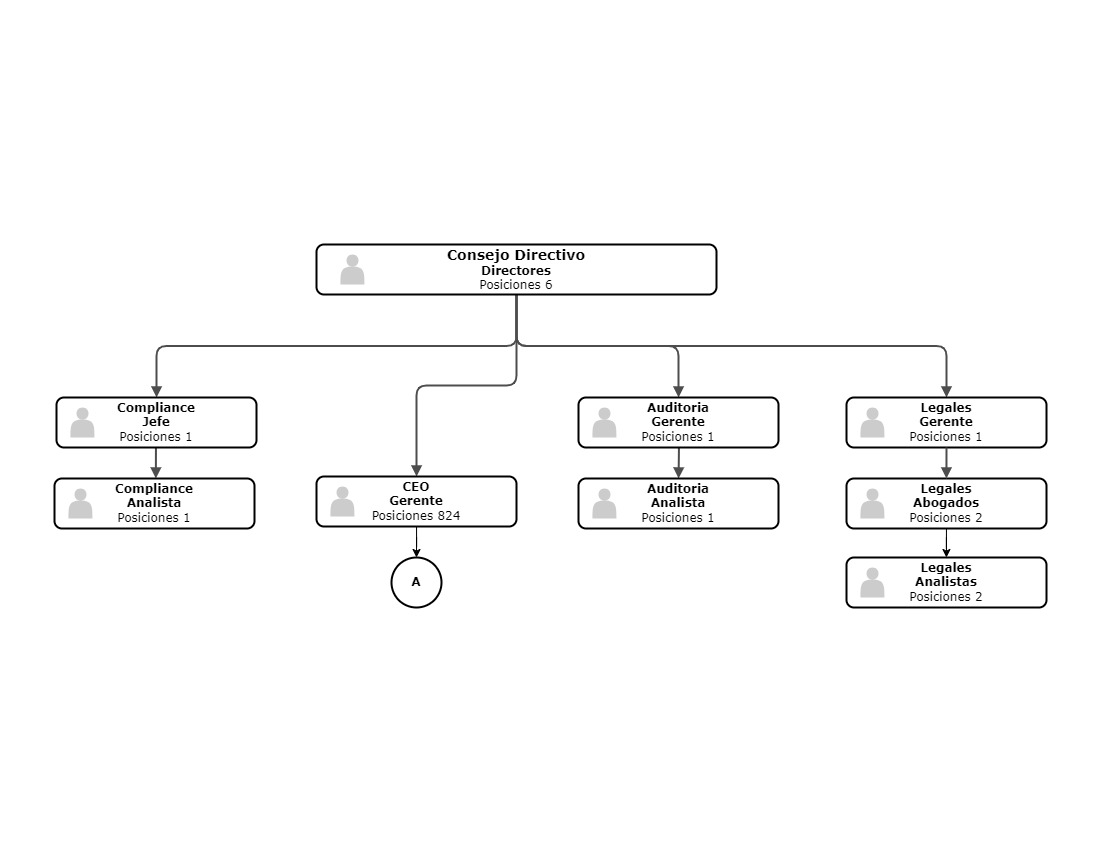 Consejo Directivo
Directores
Posiciones 6
Compliance
Jefe
Posiciones 1
Auditoria
Gerente
Posiciones 1
Legales
Gerente
Posiciones 1
Compliance
Analista
Posiciones 1
CEO
Gerente
Posiciones 824
Auditoria
Analista
Posiciones 1
Legales
Abogados
Posiciones 2
A
Legales
Analistas
Posiciones 2